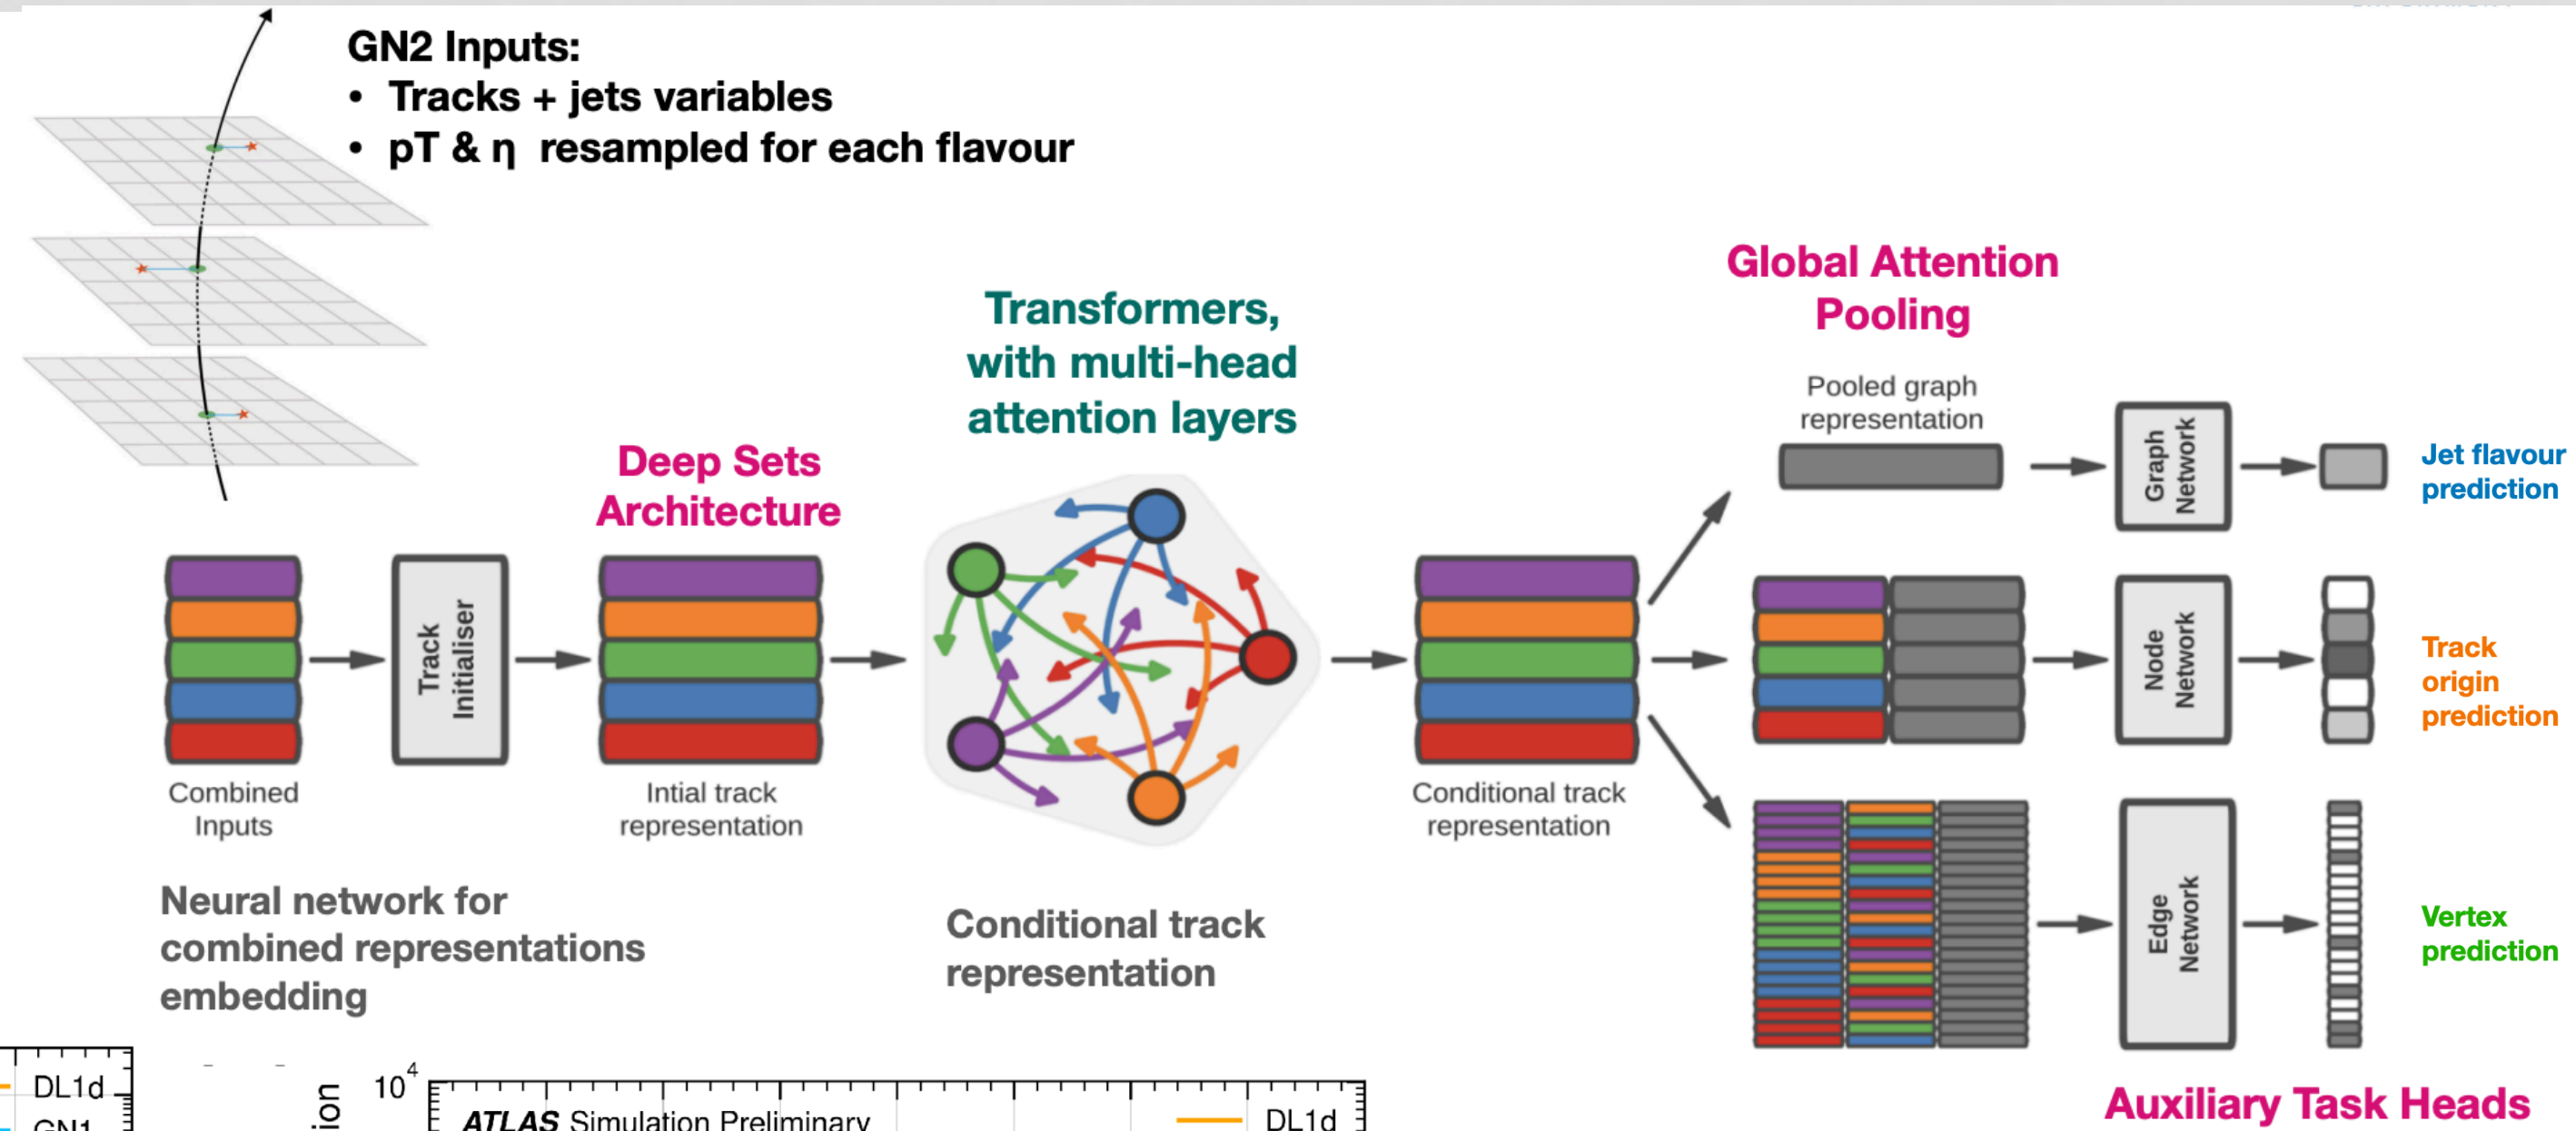 GN2 Inputs:
• Tracks + jets variables
• pT & η resampled for each flavour
Global Attention
Pooling
Transformers,
with multi-head
attention layers
Pooled graph
representation
Graph
Network
Jet flavour
prediction
Deep Sets
Architecture
Track
Initialiser
Node
Network
Track
origin
prediction
Combined
Inputs
Intial track
representation
Conditional track
representation
Edge
Network
Vertex
prediction
Neural network for
combined representations
embedding
Conditional track
representation
Auxiliary Task Heads
DL1d
GN1
ion
10^4
ATLAS Simulation Preliminary
DL1d